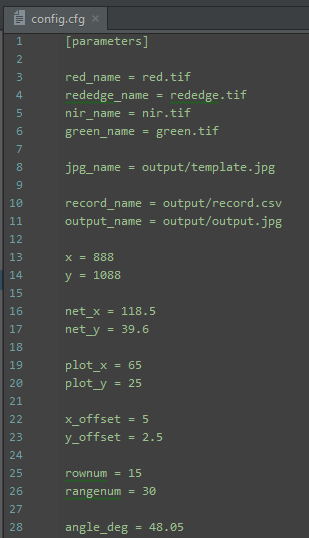 config.cfg
1 [parameters]
2
3 red_name = red.tif
4 rededge_name = rededge.tif
5 nir_name = nir.tif
6 green_name = green.tif
7
8 jpg_name = output/template.jpg
9
10 record_name = output/record.csv
11 output_name = output/output.jpg
12
13 x = 888
14 y = 1088
15
16 net_x = 118.5
17 net_y = 39.6
18
19 plot_x = 65
20 plot_y = 25
21
22 x_offset = 5
23 y_offset = 2.5
24
25 rownum = 15
26 rangenum = 30
27
28 angle_deg = 48.05